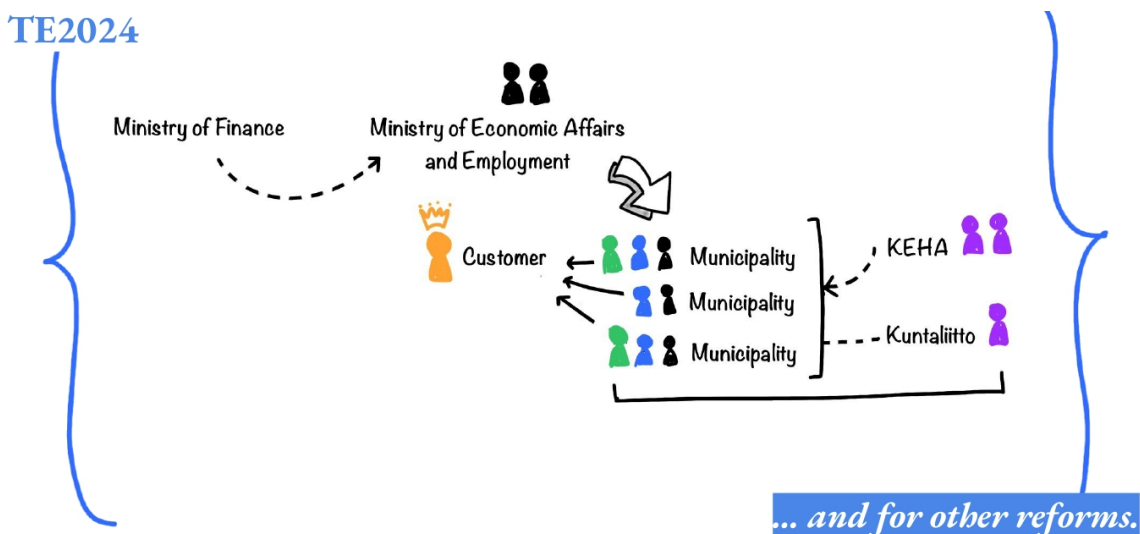 TE2024
Ministry of Finance
Ministry of Economic Affairs
and Employment
Customer
Municipality
Municipality
Municipality
KEHA
Kuntaliitto
... and for other reforms.